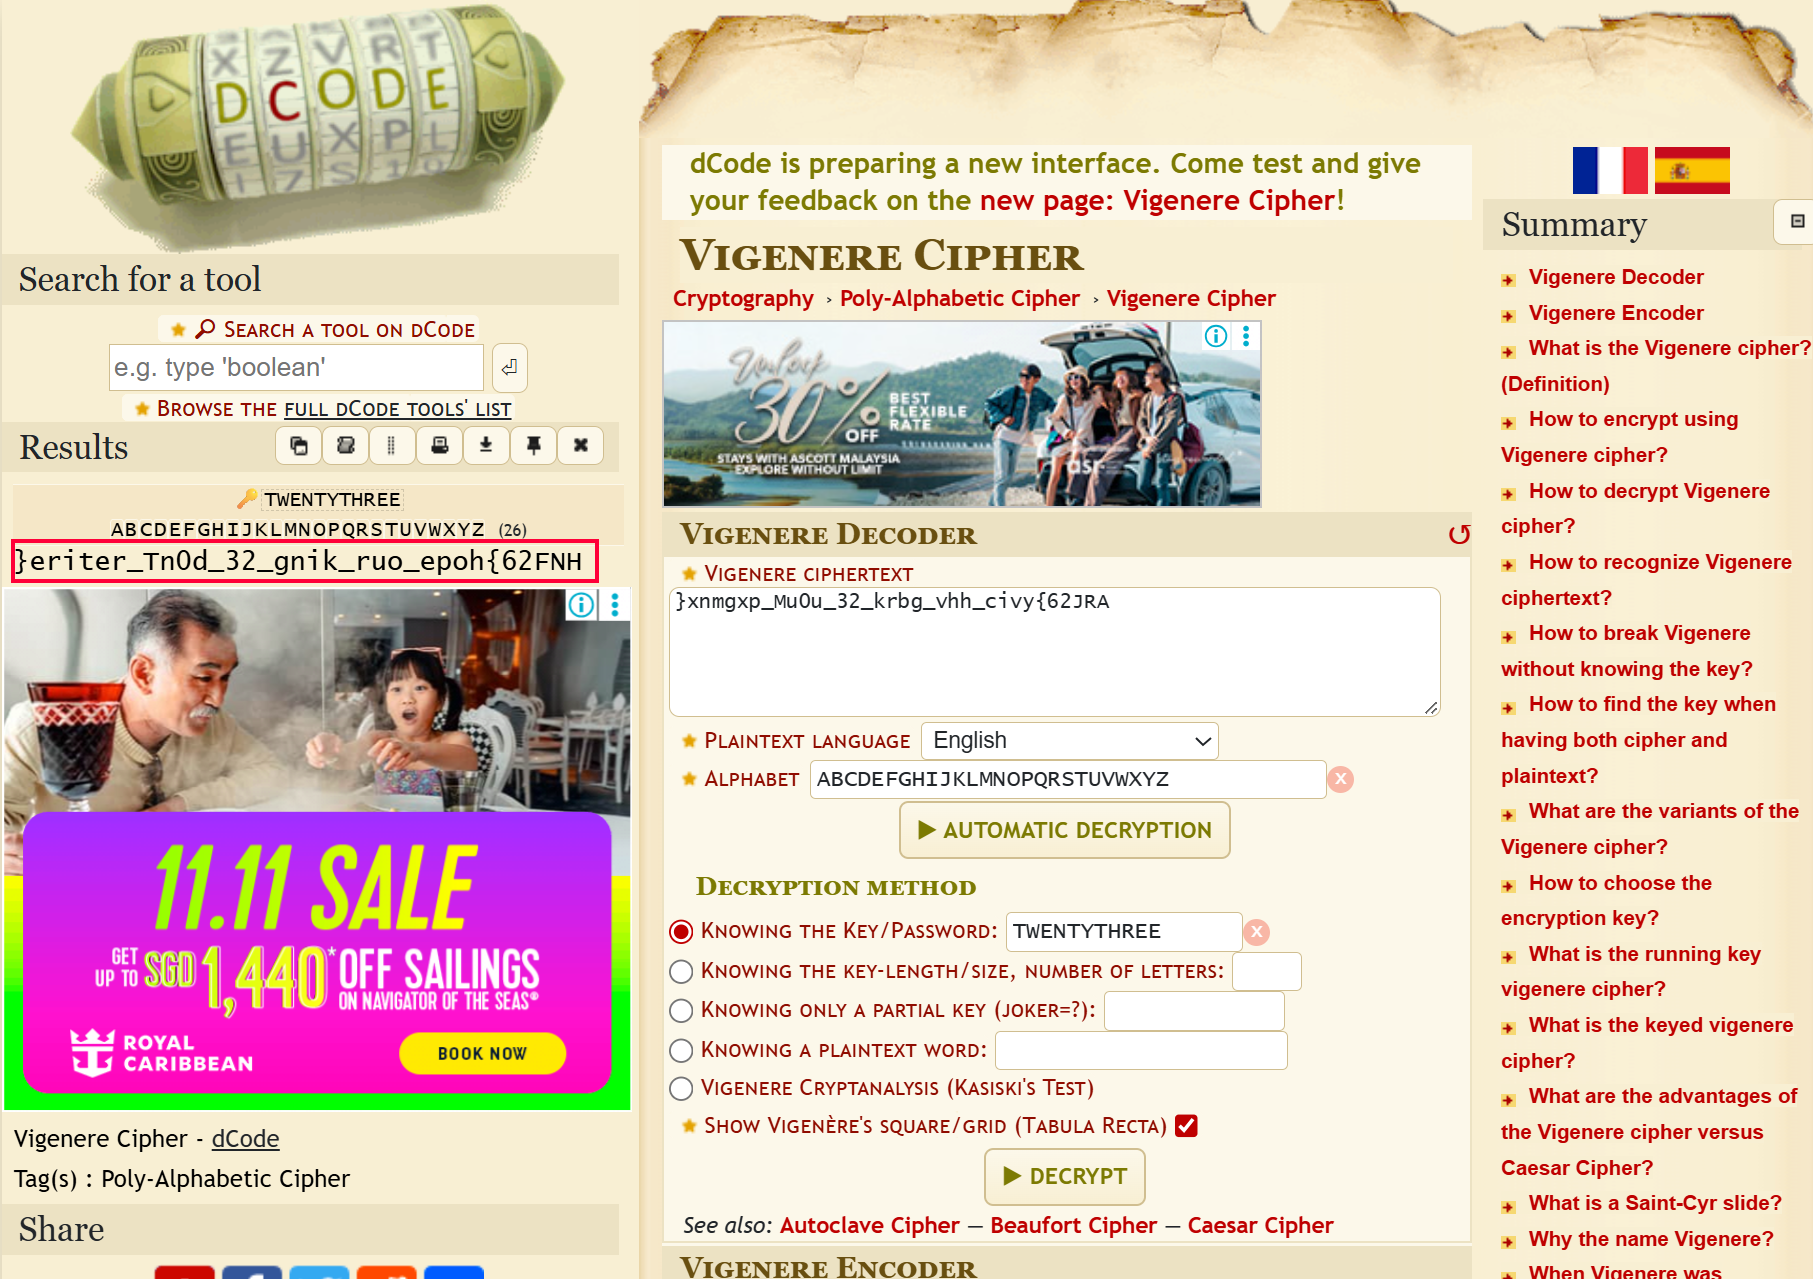 XZVRT
DCODE
EUXPL
Search for a tool
SEARCH A TOOL ON DCODE
e.g. type 'boolean'
BROWSE THE FULL DCODE TOOLS' LIST
Results
TWENTYTHREE
ABCDEFGHIJKLMNOPQRSTUVWXYZ (26)
}eriter_TnOd_32_gnik_ruo_epoh{62FNH
11.11 SALE
GET UP TO SGD 1,440* OFF SAILINGS
ON NAVIGATOR OF THE SEAS®
ROYAL CARIBBEAN
BOOK NOW
Vigenere Cipher - dCode
Tag(s) : Poly-Alphabetic Cipher
Share
dCode is preparing a new interface. Come test and give
your feedback on the new page: Vigenere Cipher!
VIGENERE CIPHER
Cryptography › Poly-Alphabetic Cipher › Vigenere Cipher
Unlock
30% OFF
BEST
FLEXIBLE
RATE
STAYS WITH ASCOTT MALAYSIA
EXPLORE WITHOUT LIMIT
asr
VIGENERE DECODER
VIGENERE CIPHERTEXT
}xnmgxp_MuOu_32_krbg_vhh_civy{62JRA
PLAINTEXT LANGUAGE English
ALPHABET ABCDEFGHIJKLMNOPQRSTUVWXYZ X
▶ AUTOMATIC DECRYPTION
DECRYPTION METHOD
KNOWING THE KEY/PASSWORD: TWENTYTHREE X
KNOWING THE KEY-LENGTH/SIZE, NUMBER OF LETTERS:
KNOWING ONLY A PARTIAL KEY (JOKER=?):
KNOWING A PLAINTEXT WORD:
VIGENERE CRYPTANALYSIS (KASISKI'S TEST)
SHOW VIGENÈRE'S SQUARE/GRID (TABULA RECTA)
▶ DECRYPT
See also: Autoclave Cipher — Beaufort Cipher — Caesar Cipher
VIGENERE ENCODER
Summary
Vigenere Decoder
Vigenere Encoder
What is the Vigenere cipher?
(Definition)
How to encrypt using
Vigenere cipher?
How to decrypt Vigenere
cipher?
How to recognize Vigenere
ciphertext?
How to break Vigenere
without knowing the key?
How to find the key when
having both cipher and
plaintext?
What are the variants of the
Vigenere cipher?
How to choose the
encryption key?
What is the running key
vigenere cipher?
What is the keyed vigenere
cipher?
What are the advantages of
the Vigenere cipher versus
Caesar Cipher?
What is a Saint-Cyr slide?
Why the name Vigenere?
When Vigenere was